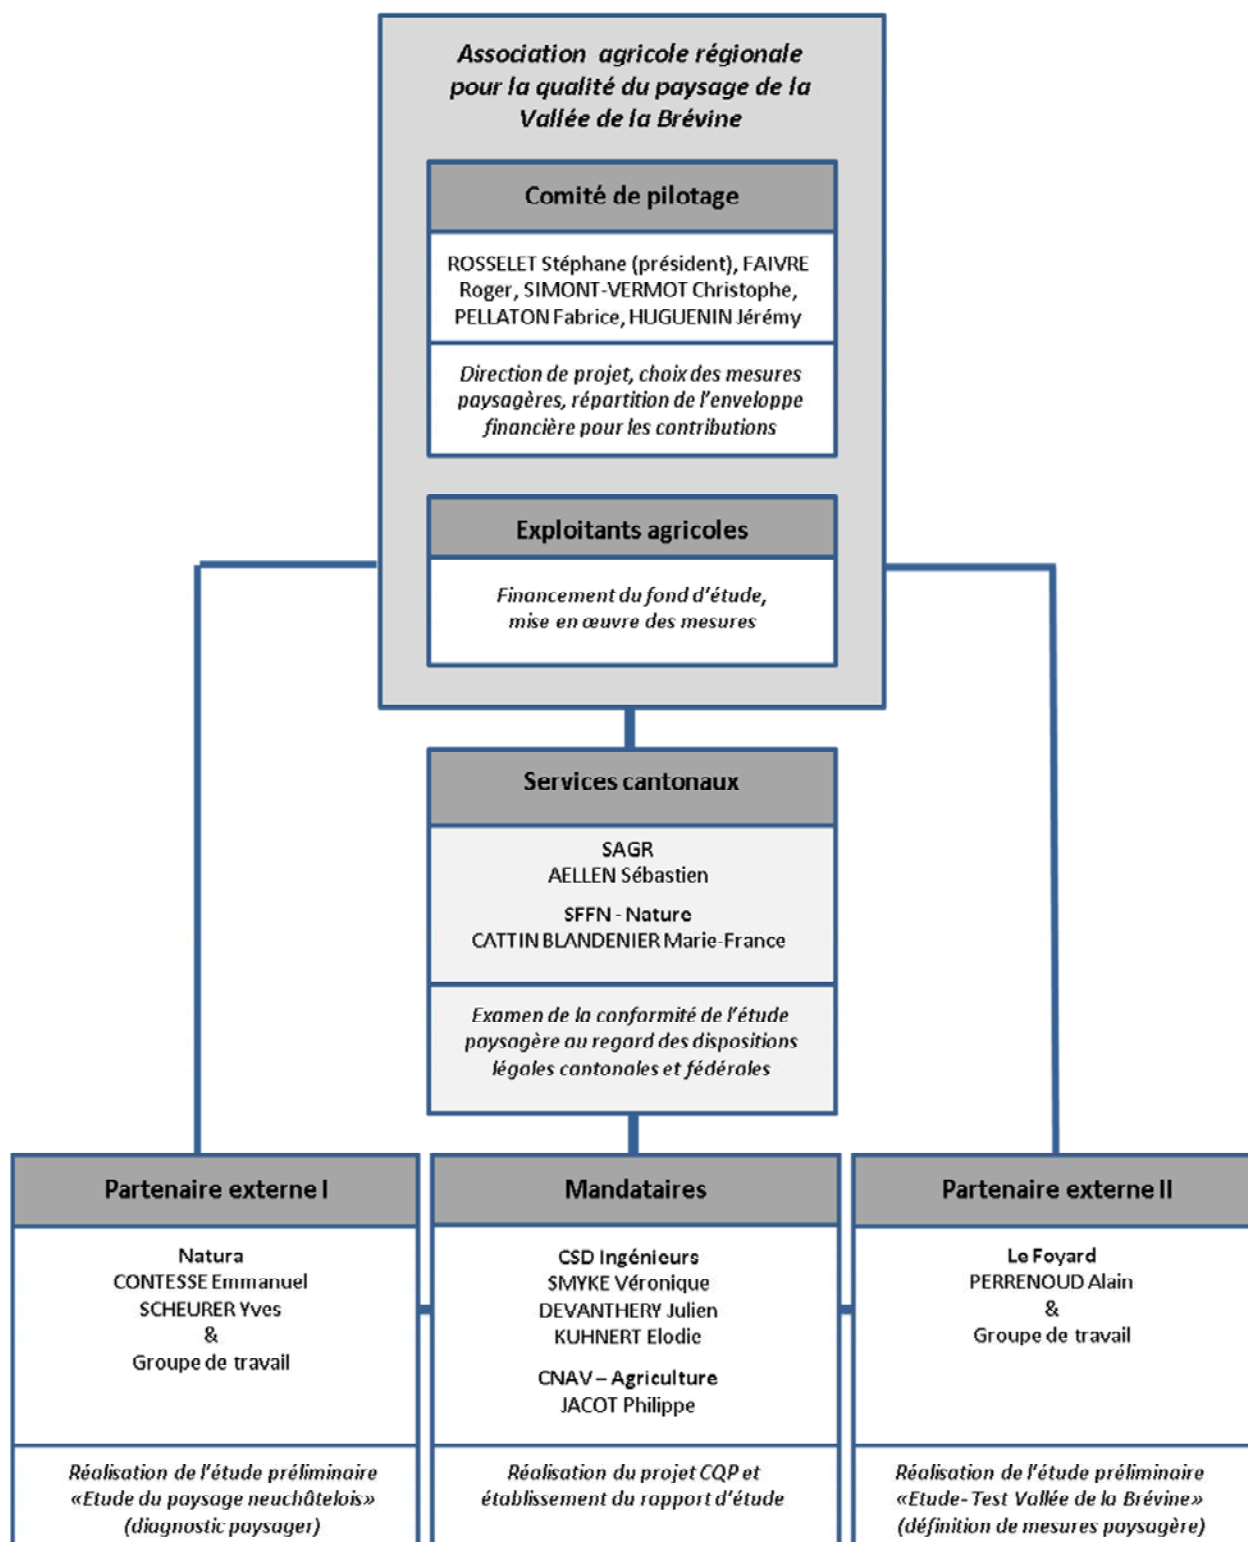 Association agricole régionale
pour la qualité du paysage de la
Vallée de la Brévine
Comité de pilotage
ROSSELET Stéphane (président), FAIVRE
Roger, SIMONT-VERMOT Christophe,
PELLATON Fabrice, HUGUENIN Jérémy
Direction de projet, choix des mesures
paysagères, répartition de l'enveloppe
financière pour les contributions
Exploitants agricoles
Financement du fond d'étude,
mise en œuvre des mesures
Services cantonaux
SAGR
AELLEN Sébastien
SFFN - Nature
CATTIN BLANDENIER Marie-France
Examen de la conformité de l'étude
paysagère au regard des dispositions
légales cantonales et fédérales
Partenaire externe I
Natura
CONTESSE Emmanuel
SCHEURER Yves
&
Groupe de travail
Réalisation de l'étude préliminaire
«Etude du paysage neuchâtelois»
(diagnostic paysager)
Mandataires
CSD Ingénieurs
SMYKE Véronique
DEVANTHERY Julien
KUHNERT Elodie
CNAV – Agriculture
JACOT Philippe
Réalisation du projet CQP et
établissement du rapport d'étude
Partenaire externe II
Le Foyard
PERRENOUD Alain
&
Groupe de travail
Réalisation de l'étude préliminaire
«Etude-Test Vallée de la Brévine»
(définition de mesures paysagère)